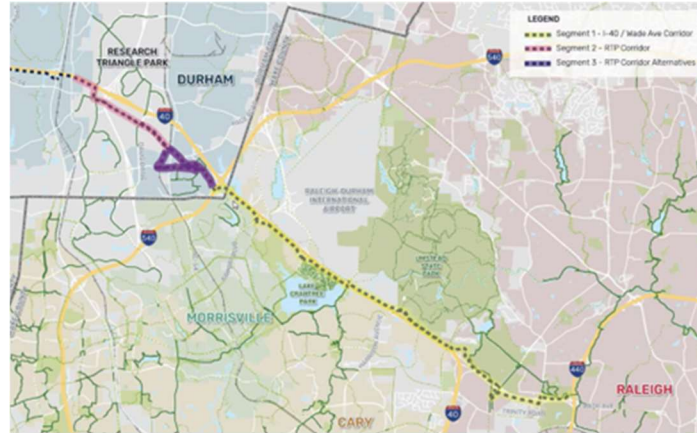 LEGEND
Segment 1 - I-40 / Wade Ave Corridor
Segment 2 - RTP Corridor
Segment 3 - RTP Corridor Alternatives
RESEARCH
TRIANGLE PARK
DURHAM
40
540
RALEIGH-DURHAM
INTERNATIONAL
AIRPORT
UMSTEAD
STATE
PARK
540
LAKE
CRABTREE
PARK
MORRISVILLE
440
RALEIGH
TRINITY ROAD
40
CARY